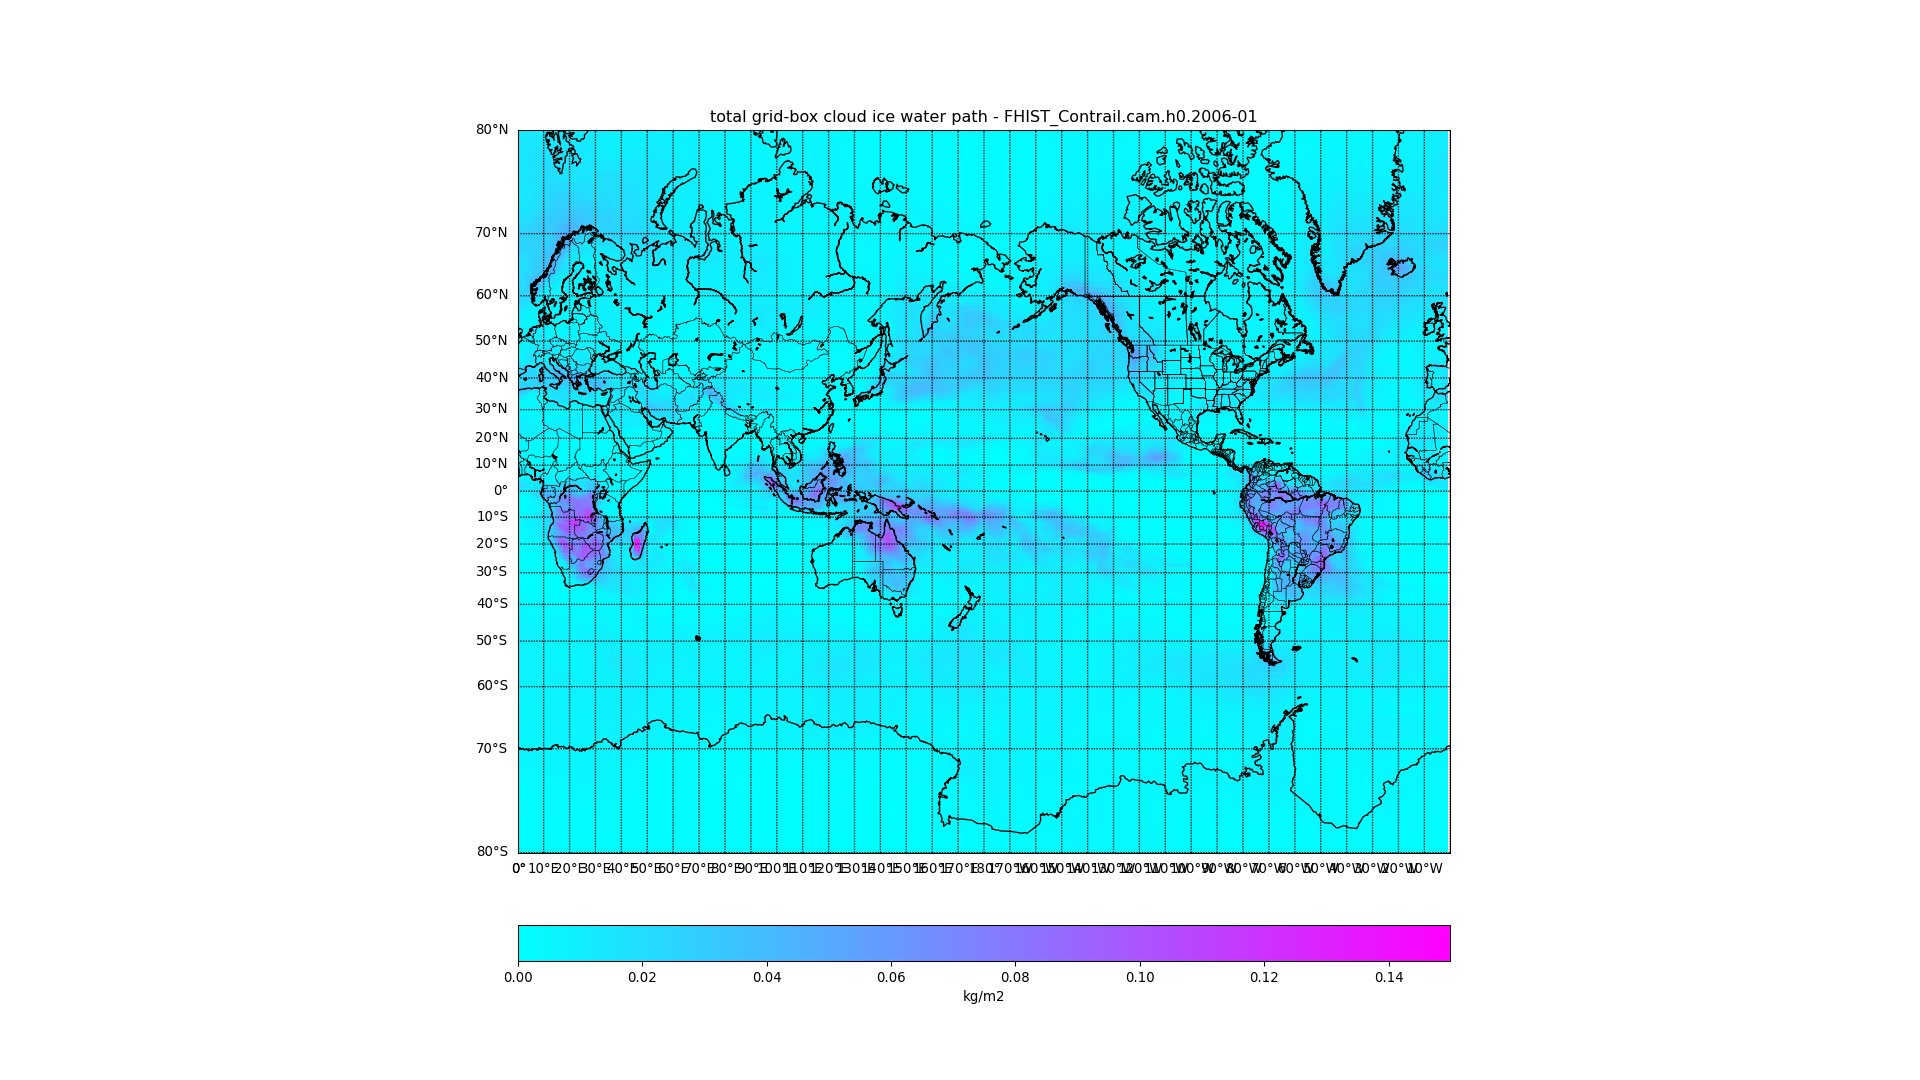 total grid-box cloud ice water path - FHIST_Contrail.cam.h0.2006-01
80°N
70°N
60°N
50°N
40°N
30°N
20°N
10°N
0°
10°S
20°S
30°S
40°S
50°S
60°S
70°S
80°S
0° 10°E 20°E 30°E 40°E 50°E 60°E 70°E 80°E 90°E 100°E 110°E 120°E 130°E 140°E 150°E 160°E 170°E 180° 170°W 160°W 150°W 140°W 130°W 120°W 110°W 100°W 90°W 80°W 70°W 60°W 50°W 40°W 30°W 20°W 10°W
0.00 0.02 0.04 0.06 0.08 0.10 0.12 0.14
kg/m2